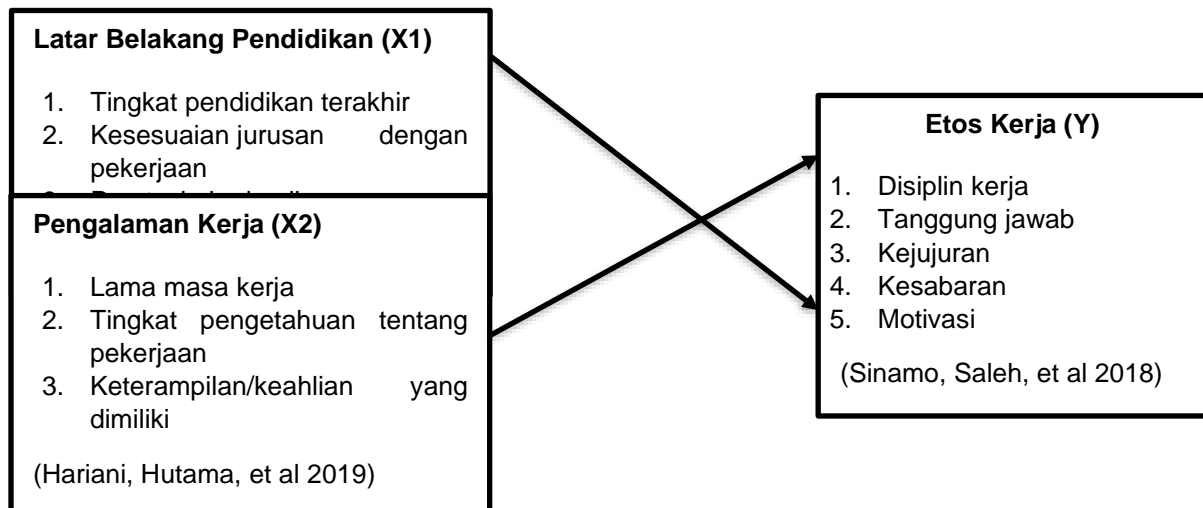 Latar Belakang Pendidikan (X1)
1. Tingkat pendidikan terakhir
2. Kesesuaian jurusan dengan
pekerjaan
Pengalaman Kerja (X2)
1. Lama masa kerja
2. Tingkat pengetahuan tentang
pekerjaan
3. Keterampilan/keahlian yang
dimiliki
(Hariani, Hutama, et al 2019)
Etos Kerja (Y)
1. Disiplin kerja
2. Tanggung jawab
3. Kejujuran
4. Kesabaran
5. Motivasi
(Sinamo, Saleh, et al 2018)